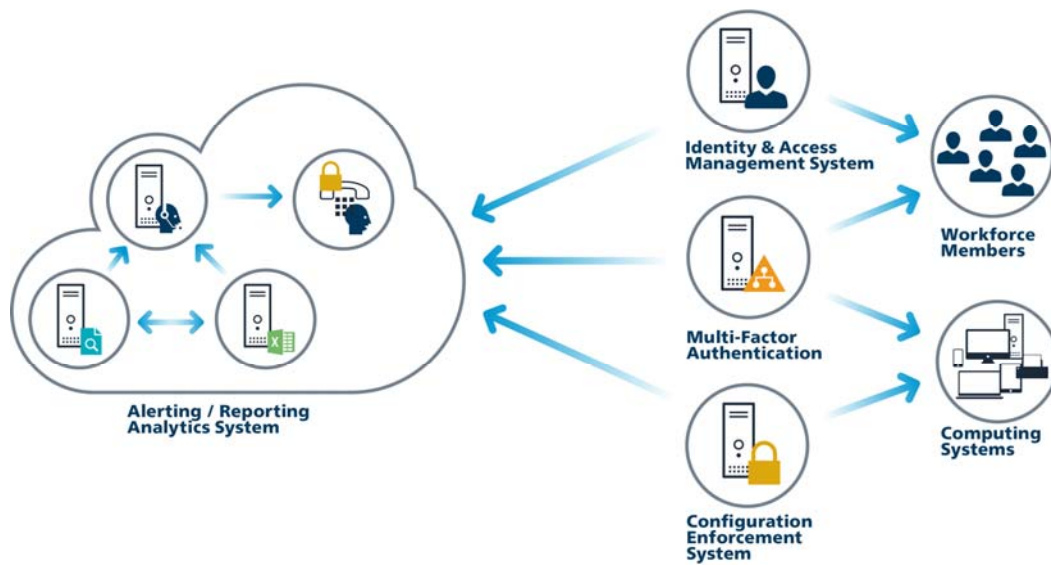 Identity & Access
Management System
Workforce
Members
Multi-Factor
Authentication
Alerting / Reporting
Analytics System
Computing
Systems
Configuration
Enforcement
System
X